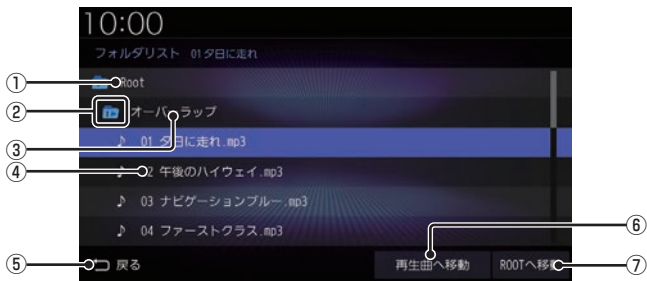 10:00
フォルダリスト 01夕日に走れ
① Root
② オーバーラップ
③ ♪ 01 夕日に走れ.mp3
④ ♪ 02 午後のハイウェイ.mp3
♪ 03 ナビゲーションブルー.mp3
♪ 04 ファーストクラス.mp3
⑥
⑤ 戻る 再生曲へ移動 ROOTへ移動 ⑦